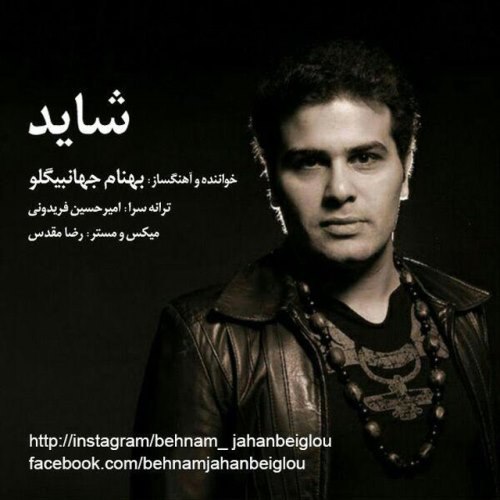 شاید
خواننده و آهنگساز : بهنام جهانبیگلو
ترانه سرا : امیرحسین فریدونی
میکس و مستر : رضا مقدس
http://instagram/behnam_ jahanbeiglou
facebook.com/behnamjahanbeiglou